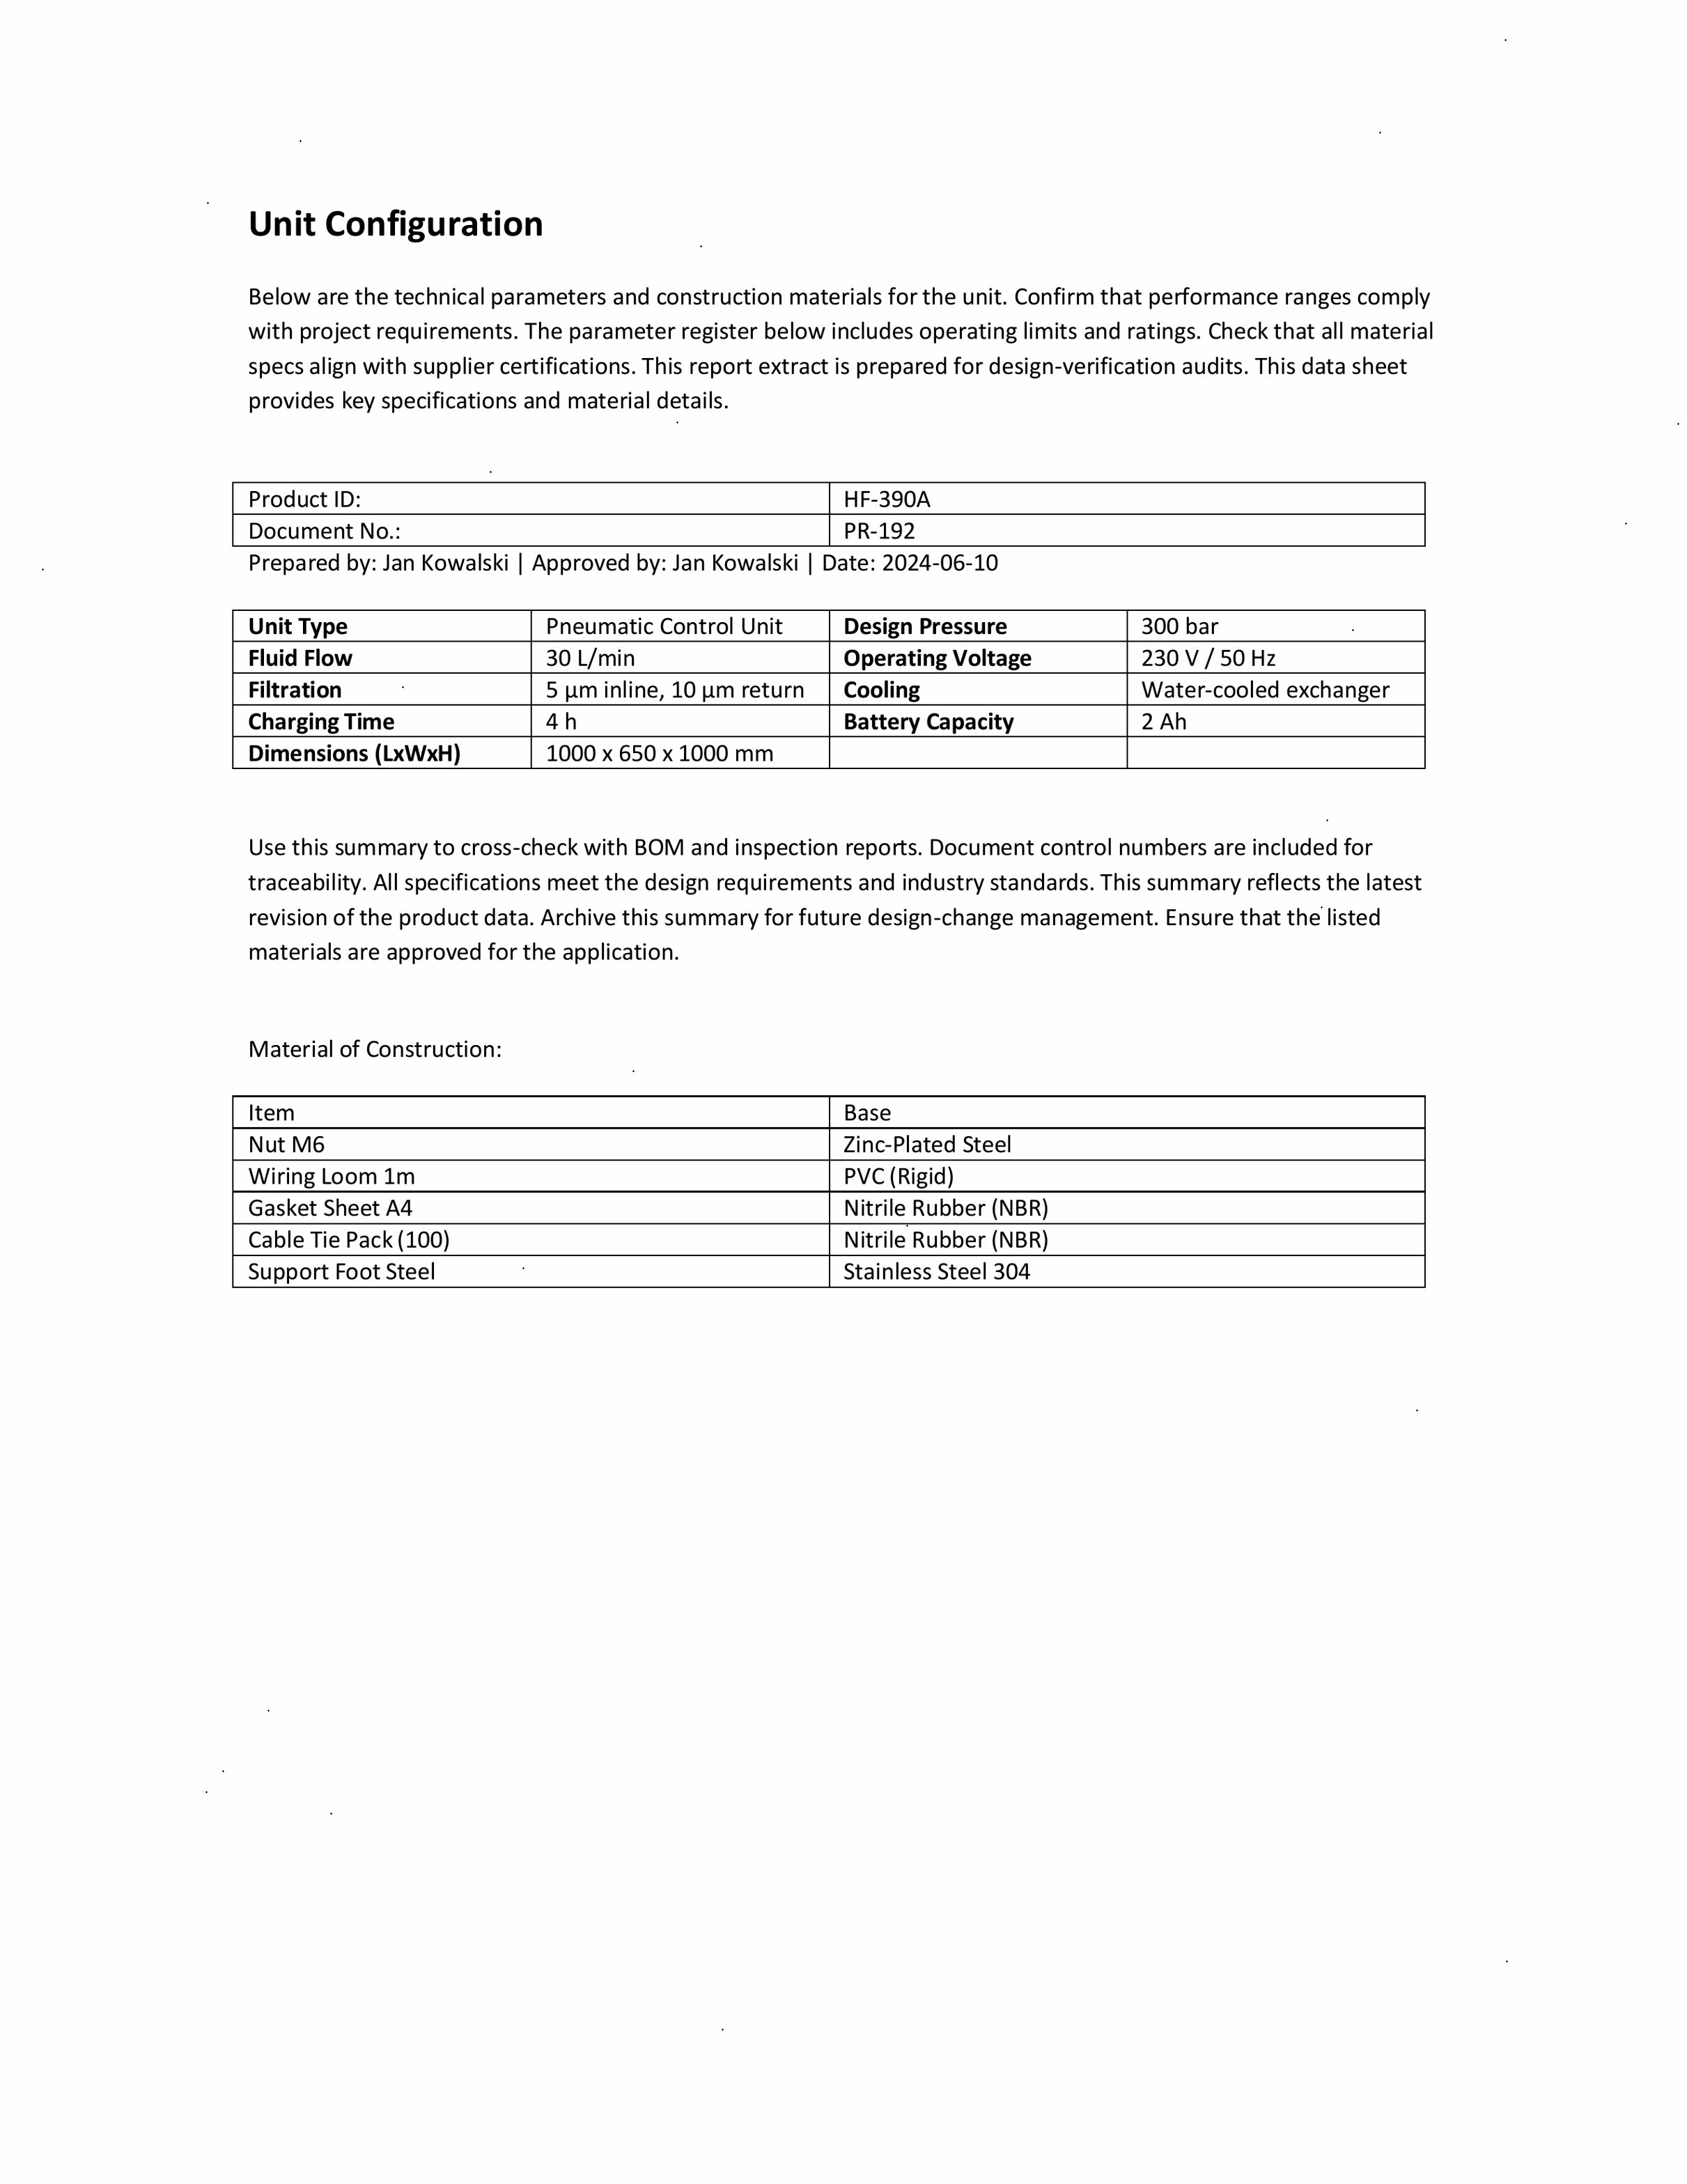 Unit Configuration
Below are the technical parameters and construction materials for the unit. Confirm that performance ranges comply
with project requirements. The parameter register below includes operating limits and ratings. Check that all material
specs align with supplier certifications. This report extract is prepared for design-verification audits. This data sheet
provides key specifications and material details.
Product ID: HF-390A
Document No.: PR-192
Prepared by: Jan Kowalski | Approved by: Jan Kowalski | Date: 2024-06-10
Unit Type Pneumatic Control Unit Design Pressure 300 bar
Fluid Flow 30 L/min Operating Voltage 230 V / 50 Hz
Filtration 5 µm inline, 10 µm return Cooling Water-cooled exchanger
Charging Time 4 h Battery Capacity 2 Ah
Dimensions (LxWxH) 1000 x 650 x 1000 mm
Use this summary to cross-check with BOM and inspection reports. Document control numbers are included for
traceability. All specifications meet the design requirements and industry standards. This summary reflects the latest
revision of the product data. Archive this summary for future design-change management. Ensure that the listed
materials are approved for the application.
Material of Construction:
Item Base
Nut M6 Zinc-Plated Steel
Wiring Loom 1m PVC (Rigid)
Gasket Sheet A4 Nitrile Rubber (NBR)
Cable Tie Pack (100) Nitrile Rubber (NBR)
Support Foot Steel Stainless Steel 304